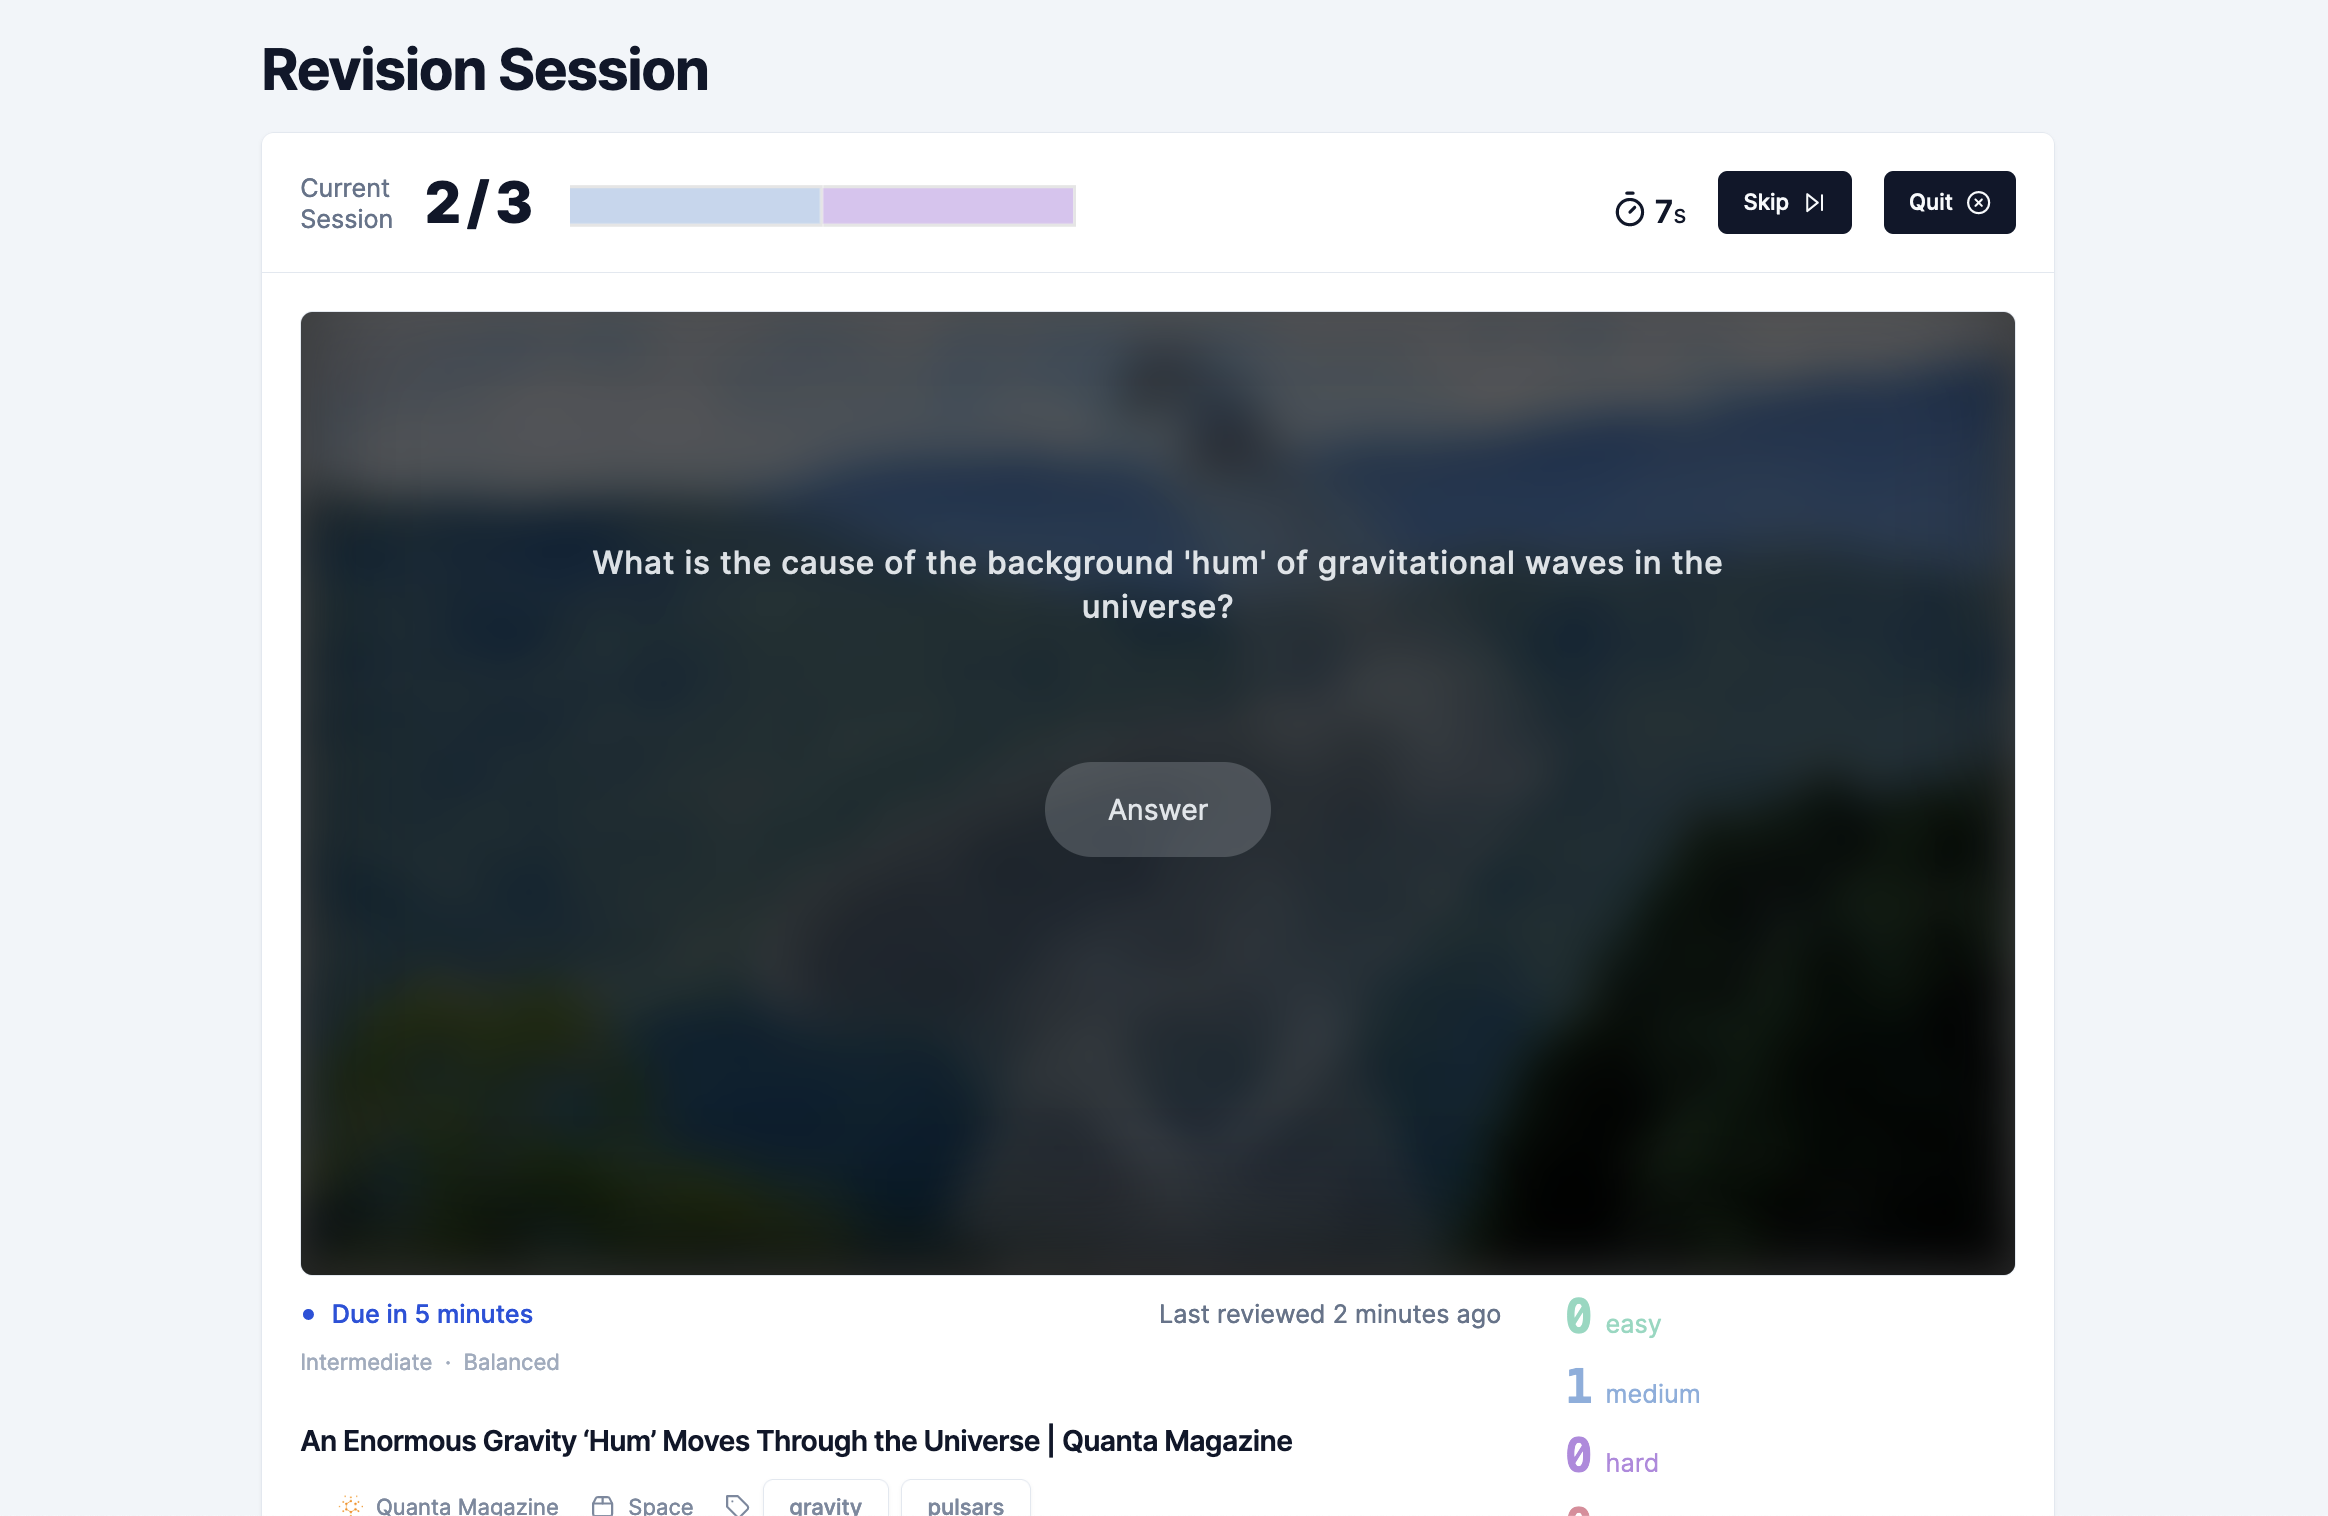 Revision Session
Current
Session
2/3
7s
Skip
Quit
What is the cause of the background 'hum' of gravitational waves in the
universe?
Answer
Due in 5 minutes
Last reviewed 2 minutes ago
Intermediate · Balanced
0 easy
1 medium
0 hard
An Enormous Gravity ‘Hum’ Moves Through the Universe | Quanta Magazine
Quanta Magazine
Space
gravity
pulsars